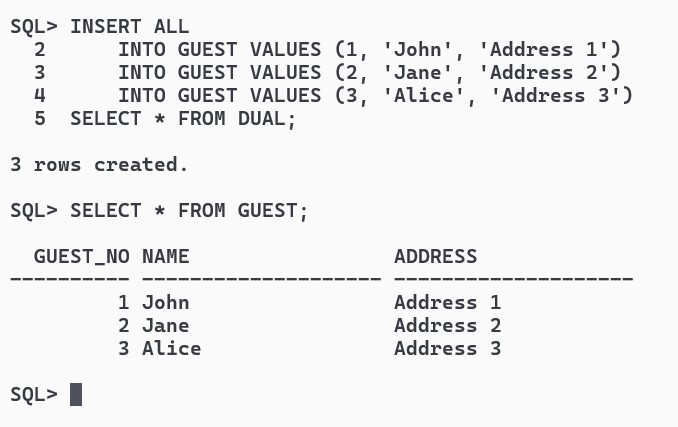 SQL> INSERT ALL
  2      INTO GUEST VALUES (1, 'John', 'Address 1')
  3      INTO GUEST VALUES (2, 'Jane', 'Address 2')
  4      INTO GUEST VALUES (3, 'Alice', 'Address 3')
  5  SELECT * FROM DUAL;
3 rows created.
SQL> SELECT * FROM GUEST;
  GUEST_NO NAME                 ADDRESS
---------- -------------------- --------------------
         1 John                 Address 1
         2 Jane                 Address 2
         3 Alice                Address 3
SQL>